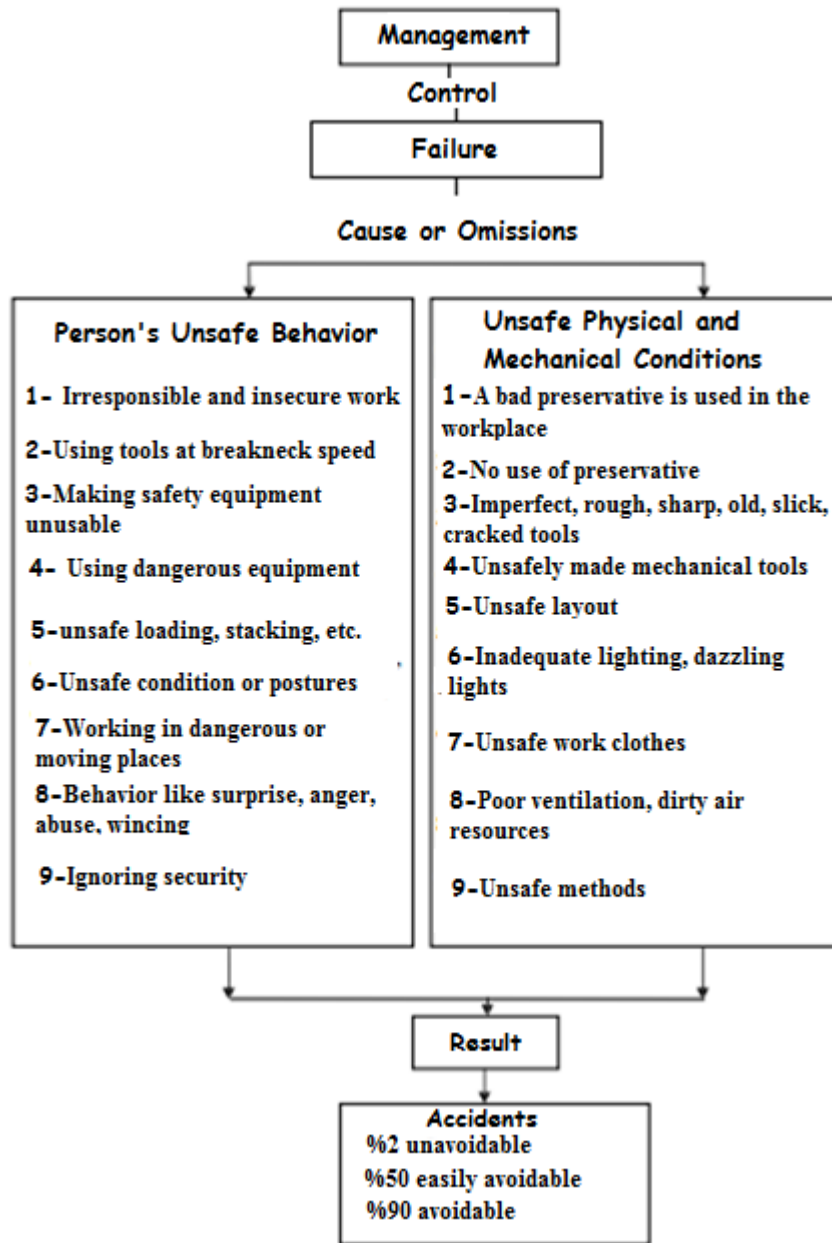 Management
Control
Failure
Cause or Omissions
Person's Unsafe Behavior
1- Irresponsible and insecure work
2-Using tools at breakneck speed
3-Making safety equipment
unusable
4- Using dangerous equipment
5-unsafe loading, stacking, etc.
6-Unsafe condition or postures
7-Working in dangerous or
moving places
8-Behavior like surprise, anger,
abuse, wincing
9-Ignoring security
Unsafe Physical and
Mechanical Conditions
1-A bad preservative is used in the
workplace
2-No use of preservative
3-Imperfect, rough, sharp, old, slick,
cracked tools
4-Unsafely made mechanical tools
5-Unsafe layout
6-Inadequate lighting, dazzling
lights
7-Unsafe work clothes
8-Poor ventilation, dirty air
resources
9-Unsafe methods
Result
Accidents
%2 unavoidable
%50 easily avoidable
%90 avoidable